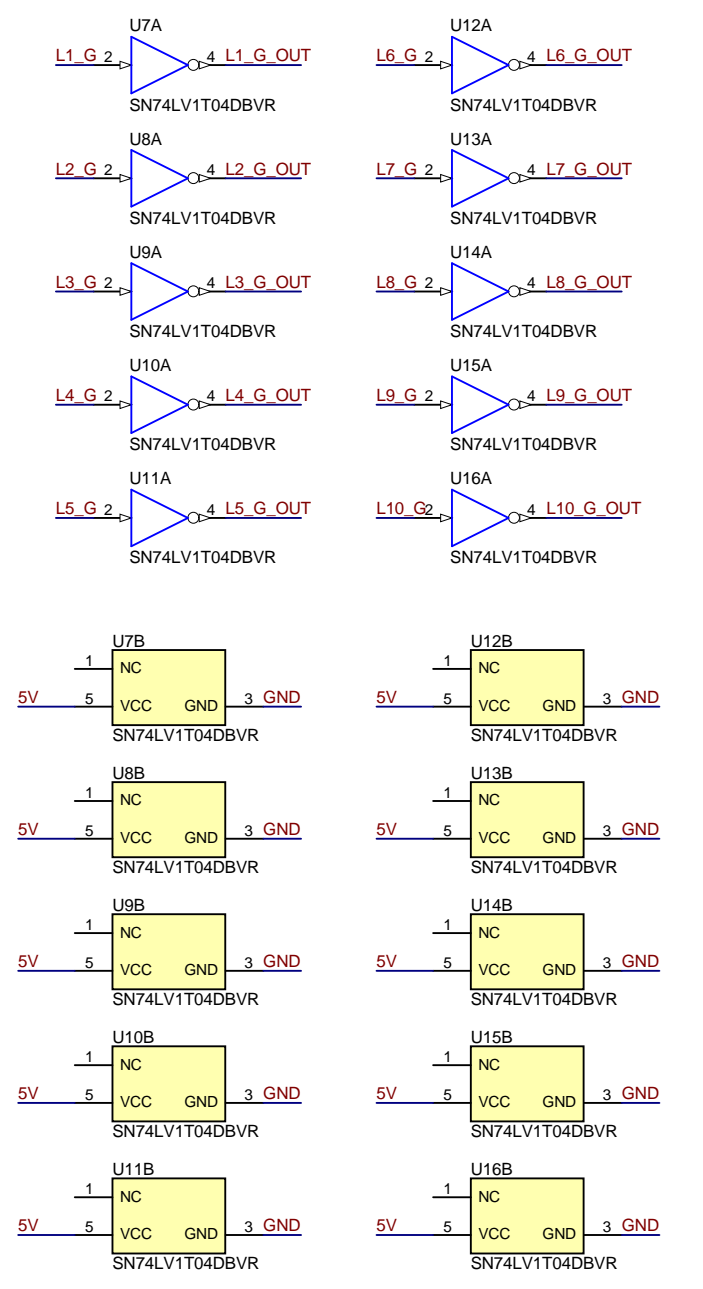 U7A U12A
L1_G 2 4 L1_G_OUT L6_G 2 4 L6_G_OUT
SN74LV1T04DBVR SN74LV1T04DBVR
U8A U13A
L2_G 2 4 L2_G_OUT L7_G 2 4 L7_G_OUT
SN74LV1T04DBVR SN74LV1T04DBVR
U9A U14A
L3_G 2 4 L3_G_OUT L8_G 2 4 L8_G_OUT
SN74LV1T04DBVR SN74LV1T04DBVR
U10A U15A
L4_G 2 4 L4_G_OUT L9_G 2 4 L9_G_OUT
SN74LV1T04DBVR SN74LV1T04DBVR
U11A U16A
L5_G 2 4 L5_G_OUT L10_G 2 4 L10_G_OUT
SN74LV1T04DBVR SN74LV1T04DBVR
U7B U12B
1 NC 1 NC
5V 5 VCC GND 3 GND 5V 5 VCC GND 3 GND
SN74LV1T04DBVR SN74LV1T04DBVR
U8B U13B
1 NC 1 NC
5V 5 VCC GND 3 GND 5V 5 VCC GND 3 GND
SN74LV1T04DBVR SN74LV1T04DBVR
U9B U14B
1 NC 1 NC
5V 5 VCC GND 3 GND 5V 5 VCC GND 3 GND
SN74LV1T04DBVR SN74LV1T04DBVR
U10B U15B
1 NC 1 NC
5V 5 VCC GND 3 GND 5V 5 VCC GND 3 GND
SN74LV1T04DBVR SN74LV1T04DBVR
U11B U16B
1 NC 1 NC
5V 5 VCC GND 3 GND 5V 5 VCC GND 3 GND
SN74LV1T04DBVR SN74LV1T04DBVR